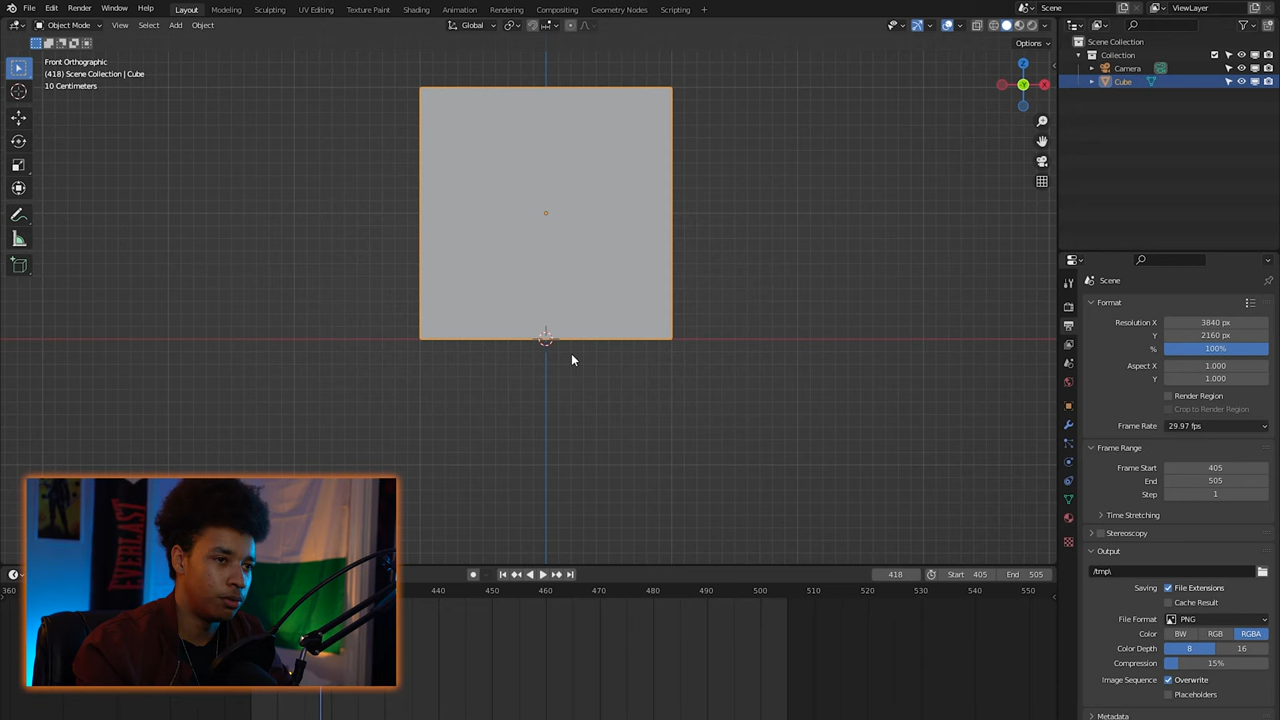 File Edit Render Window Help Layout Modeling Sculpting UV Editing Texture Paint Shading Animation Rendering Compositing Geometry Nodes Scripting Scene ViewLayer
Object Mode View Select Add Object Global
Options
Front Orthographic
(418) Scene Collection | Cube
10 Centimeters
Z
Y
X
Scene Collection
Collection
Camera
Cube
Scene
Format
Resolution X 3840 px
Y 2160 px
% 100%
Aspect X 1.000
Y 1.000
Render Region
Crop to Render Region
Frame Rate 29.97 fps
Frame Range
Frame Start 405
End 505
Step 1
Time Stretching
Stereoscopy
Output
/tmp\
Saving File Extensions
Cache Result
File Format PNG
Color BW RGB RGBA
Color Depth 8 16
Compression 15%
Image Sequence Overwrite
Placeholders
Metadata
418 Start 405 End 505
360 440 450 460 470 480 490 500 510 520 530 540 550
EVERLAST